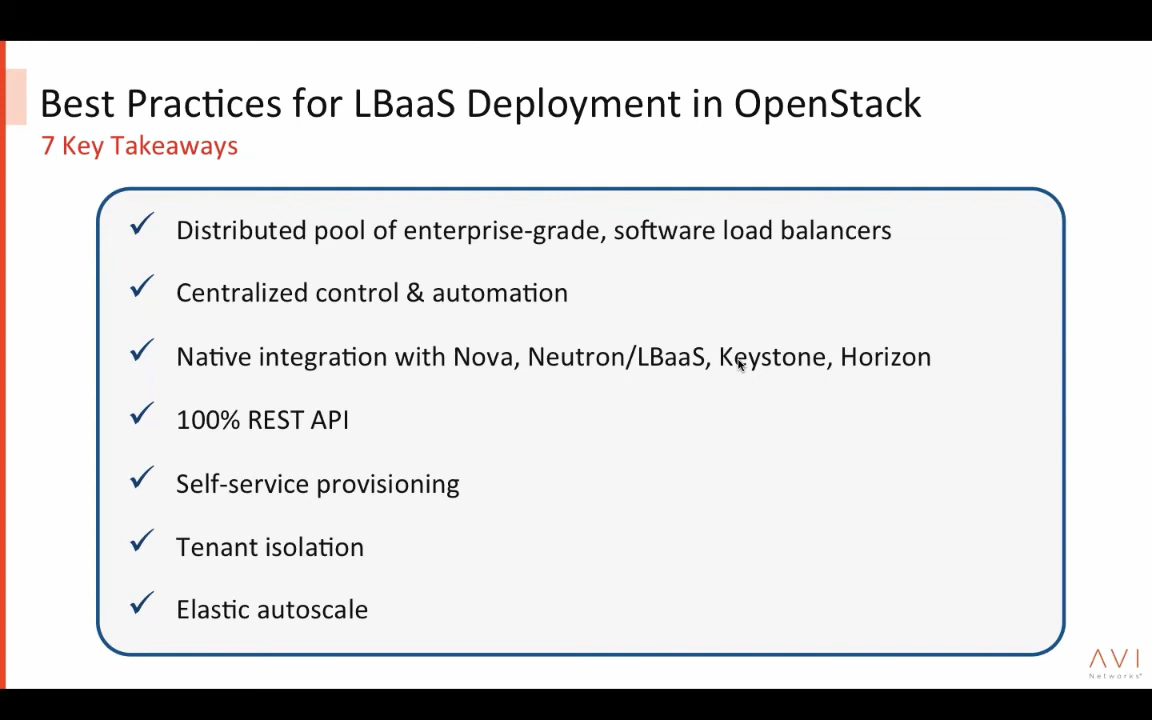 Best Practices for LBaaS Deployment in OpenStack
7 Key Takeaways
Distributed pool of enterprise-grade, software load balancers
Centralized control & automation
Native integration with Nova, Neutron/LBaaS, Keystone, Horizon
100% REST API
Self-service provisioning
Tenant isolation
Elastic autoscale
AVI
Networks